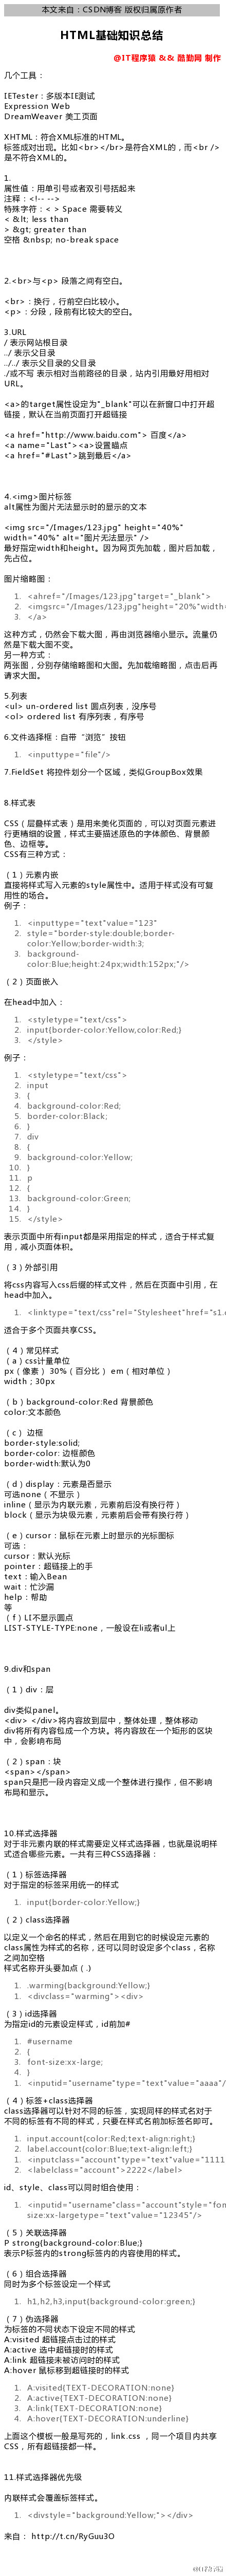 本文来自：CSDN博客 版权归属原作者
HTML基础知识总结
@IT程序猿 && 酷勤网 制作
几个工具：
IETester：多版本IE测试
Expression Web
DreamWeaver 美工页面
XHTML：符合XML标准的HTML。
标签成对出现。比如<br></br>是符合XML的，而<br />
是不符合XML的。
1.
属性值：用单引号或者双引号括起来
注释：<!-- -->
特殊字符：< > Space 需要转义
< &lt; less than
> &gt; greater than
空格 &nbsp; no-break space
2.<br>与<p> 段落之间有空白。
<br>：换行，行前空白比较小。
<p>：分段，段前有比较大的空白。
3.URL
/ 表示网站根目录
../ 表示父目录
../../ 表示父目录的父目录
./或不写 表示相对当前路径的目录，站内引用最好用相对
URL。
<a>的target属性设定为"_blank"可以在新窗口中打开超
链接，默认在当前页面打开超链接
<a href="http://www.baidu.com"> 百度</a>
<a name="Last"><a>设置瞄点
<a href="#Last">跳到最后</a>
4.<img>图片标签
alt属性为图片无法显示时的显示的文本
<img src="/Images/123.jpg" height="40%"
width="40%" alt="图片无法显示" />
最好指定width和height。因为网页先加载，图片后加载，
先占位。
图片缩略图：
1. <ahref="/Images/123.jpg"target="_blank">
2. <imgsrc="/Images/123.jpg"height="20%"width=
3. </a>
这种方式，仍然会下载大图，再由浏览器缩小显示。流量仍
然是下载大图不变。
另一种方式：
两张图，分别存储缩略图和大图。先加载缩略图，点击后再
请求大图。
5.列表
<ul> un-ordered list 圆点列表，没序号
<ol> ordered list 有序列表，有序号
6.文件选择框：自带“浏览”按钮
1. <inputtype="file"/>
7.FieldSet 将控件划分一个区域，类似GroupBox效果
8.样式表
CSS（层叠样式表）是用来美化页面的，可以对页面元素进
行更精细的设置，样式主要描述原色的字体颜色、背景颜
色、边框等。
CSS有三种方式：
（1）元素内嵌
直接将样式写入元素的style属性中。适用于样式没有可复
用性的场合。
例子：
1. <inputtype="text"value="123"
2. style="border-style:double;border-
color:Yellow;border-width:3;
3. background-
color:Blue;height:24px;width:152px;"/>
（2）页面嵌入
在head中加入：
1. <styletype="text/css">
2. input{border-color:Yellow,color:Red;}
3. </style>
例子：
1. <styletype="text/css">
2. input
3. {
4. background-color:Red;
5. border-color:Black;
6. }
7. div
8. {
9. background-color:Yellow;
10. }
11. p
12. {
13. background-color:Green;
14. }
15. </style>
表示页面中所有input都是采用指定的样式，适合于样式复
用，减小页面体积。
（3)外部引用
将css内容写入css后缀的样式文件，然后在页面中引用，在
head中加入。
1. <linktype="text/css"rel="Stylesheet"href="s1.c
适合于多个页面共享CSS。
（4）常见样式
（a）css计量单位
px（像素） 30%（百分比） em（相对单位）
width；30px
（b）background-color:Red 背景颜色
color:文本颜色
（c） 边框
border-style:solid;
border-color: 边框颜色
border-width:默认为0
（d）display：元素是否显示
可选none（不显示）
inline（显示为内联元素，元素前后没有换行符）
block（显示为块级元素，元素前后会带有换行符）
（e）cursor：鼠标在元素上时显示的光标图标
可选：
cursor：默认光标
pointer：超链接上的手
text：输入Bean
wait：忙沙漏
help：帮助
等
（f）LI不显示圆点
LIST-STYLE-TYPE:none，一般设在li或者ul上
9.div和span
（1）div：层
div类似panel。
<div> </div>将内容放到层中，整体处理，整体移动
div将所有内容包成一个方块。将内容放在一个矩形的区块
中，会影响布局
（2）span：块
<span></span>
span只是把一段内容定义成一个整体进行操作，但不影响
布局和显示。
10.样式选择器
对于非元素内联的样式需要定义样式选择器，也就是说明样
式适合哪些元素。一共有三种CSS选择器：
（1）标签选择器
对于指定的标签采用统一的样式
1. input{border-color:Yellow;}
（2）class选择器
以定义一个命名的样式，然后在用到它的时候设定元素的
class属性为样式的名称，还可以同时设定多个class，名称
之间加空格
样式名称开头要加点（.）
1. .warming{background:Yellow;}
1. <divclass="warming"><div>
（3）id选择器
为指定id的元素设定样式，id前加#
1. #username
2. {
3. font-size:xx-large;
4. }
1. <inputid="username"type="text"value="aaaa"/
（4）标签+class选择器
class选择器可以针对不同的标签，实现同样的样式名对于
不同的标签有不同的样式，只要在样式名前加标签名即可。
1. input.account{color:Red;text-align:right;}
2. label.account{color:Blue;text-align:left;}
1. <inputclass="account"type="text"value="1111
2. <labelclass="account">2222</label>
id、style、class可以同时组合使用：
1. <inputid="username"class="account"style="fon
size:xx-largetype="text"value="12345"/>
（5）关联选择器
P strong{background-color:Blue;}
表示P标签内的strong标签内的内容使用的样式。
（6）组合选择器
同时为多个标签设定一个样式
1. h1,h2,h3,input{background-color:green;}
（7）伪选择器
为标签的不同状态下设定不同的样式
A:visited 超链接点击过的样式
A:active 选中超链接时的样式
A:link 超链接未被访问时的样式
A:hover 鼠标移到超链接时的样式
1. A:visited{TEXT-DECORATION:none}
2. A:active{TEXT-DECORATION:none}
3. A:link{TEXT-DECORATION:none}
4. A:hover{TEXT-DECORATION:underline}
上面这个模板一般是写死的，link.css ，同一个项目内共享
CSS，所有超链接都一样。
11.样式选择器优先级
内联样式会覆盖标签样式。
1. <divstyle="background:Yellow;"></div>
来自： http://t.cn/RyGuu3O